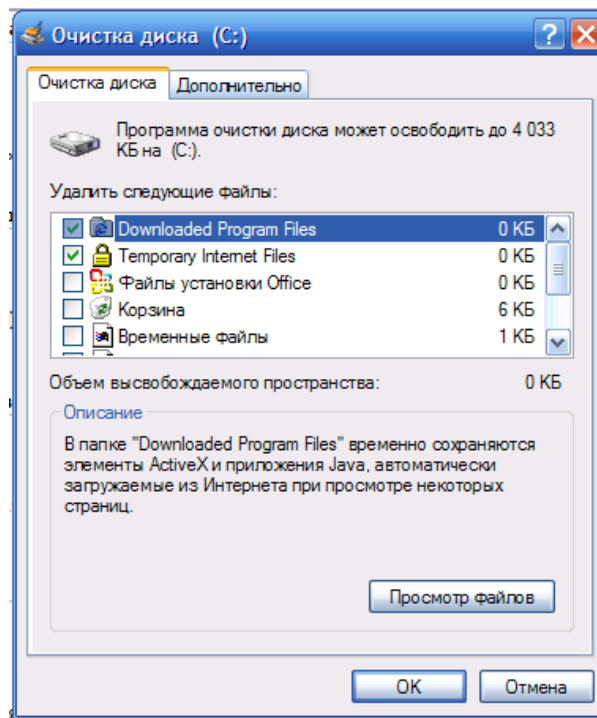 Очистка диска (C:)
Очистка диска Дополнительно
Программа очистки диска может освободить до 4 033
КБ на (C:).
Удалить следующие файлы:
Downloaded Program Files 0 КБ
Temporary Internet Files 0 КБ
Файлы установки Office 0 КБ
Корзина 6 КБ
Временные файлы 1 КБ
Объем высвобождаемого пространства: 0 КБ
Описание
В папке "Downloaded Program Files" временно сохраняются
элементы ActiveX и приложения Java, автоматически
загружаемые из Интернета при просмотре некоторых
страниц.
Просмотр файлов
OK Отмена